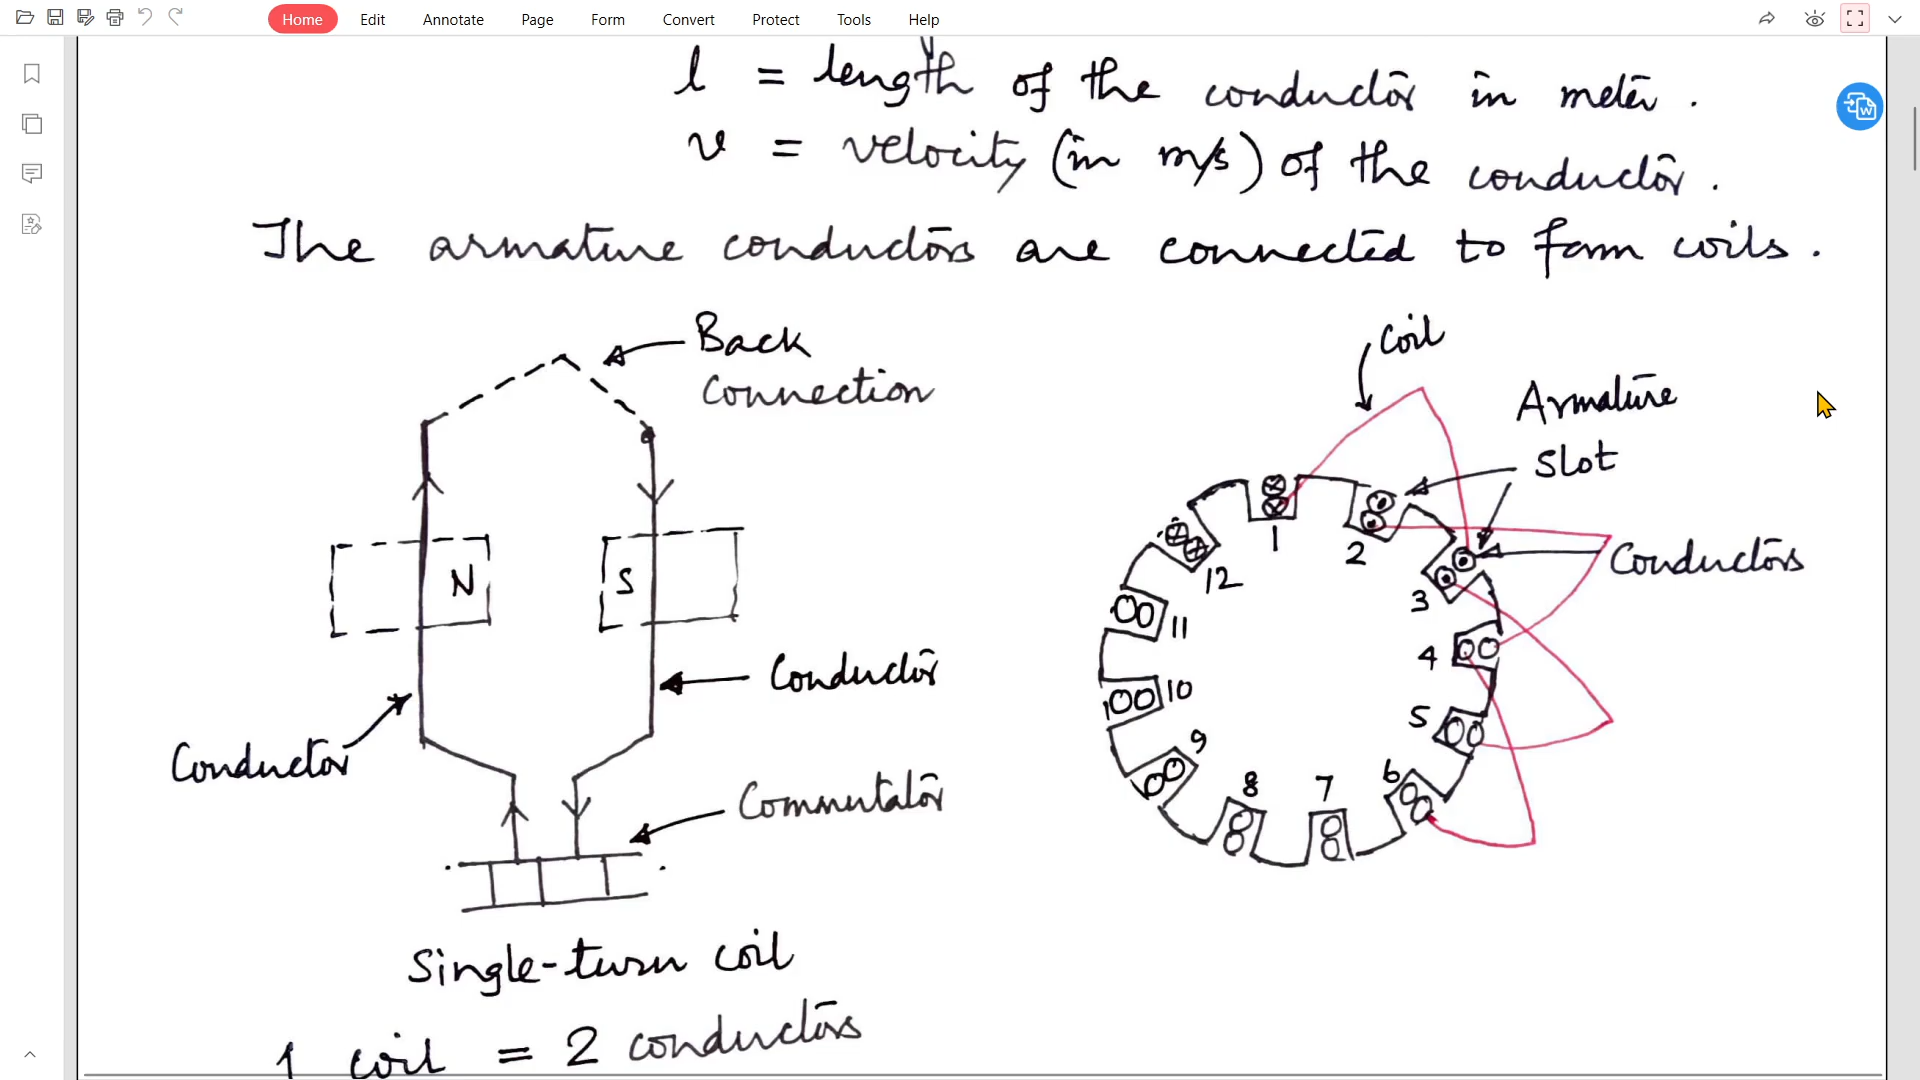 Home Edit Annotate Page Form Convert Protect Tools Help
l = length of the conductor in meter.
v = velocity (in m/s) of the conductor.
The armature conductors are connected to form coils.
Back
Connection
N
S
Conductor
Conductor
Commutator
Single-turn coil
1 coil = 2 conductors
Coil
Armature
Slot
Conductors
1
2
3
4
5
6
7
8
9
10
11
12
W